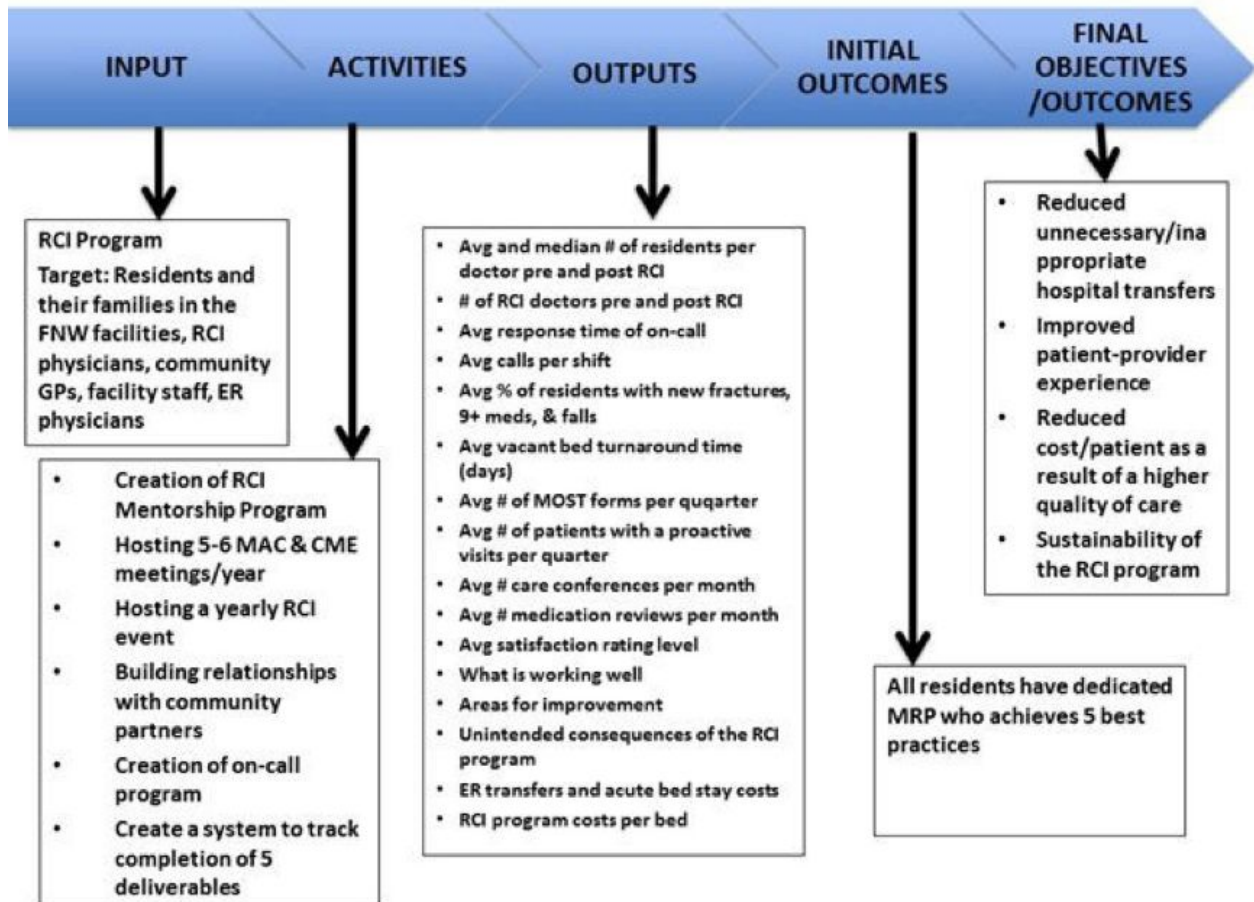 INPUT
ACTIVITIES
OUTPUTS
INITIAL
OUTCOMES
FINAL
OBJECTIVES
/OUTCOMES
RCI Program
Target: Residents and
their families in the
FNW facilities, RCI
physicians, community
GPs, facility staff, ER
physicians
• Creation of RCI
Mentorship Program
• Hosting 5-6 MAC & CME
meetings/year
• Hosting a yearly RCI
event
• Building relationships
with community
partners
• Creation of on-call
program
• Create a system to track
completion of 5
deliverables
• Avg and median # of residents per
doctor pre and post RCI
• # of RCI doctors pre and post RCI
• Avg response time of on-call
• Avg calls per shift
• Avg % of residents with new fractures,
9+ meds, & falls
• Avg vacant bed turnaround time
(days)
• Avg # of MOST forms per quqarter
• Avg # of patients with a proactive
visits per quarter
• Avg # care conferences per month
• Avg # medication reviews per month
• Avg satisfaction rating level
• What is working well
• Areas for improvement
• Unintended consequences of the RCI
program
• ER transfers and acute bed stay costs
• RCI program costs per bed
All residents have dedicated
MRP who achieves 5 best
practices
• Reduced
unnecessary/ina
ppropriate
hospital transfers
• Improved
patient-provider
experience
• Reduced
cost/patient as a
result of a higher
quality of care
• Sustainability of
the RCI program